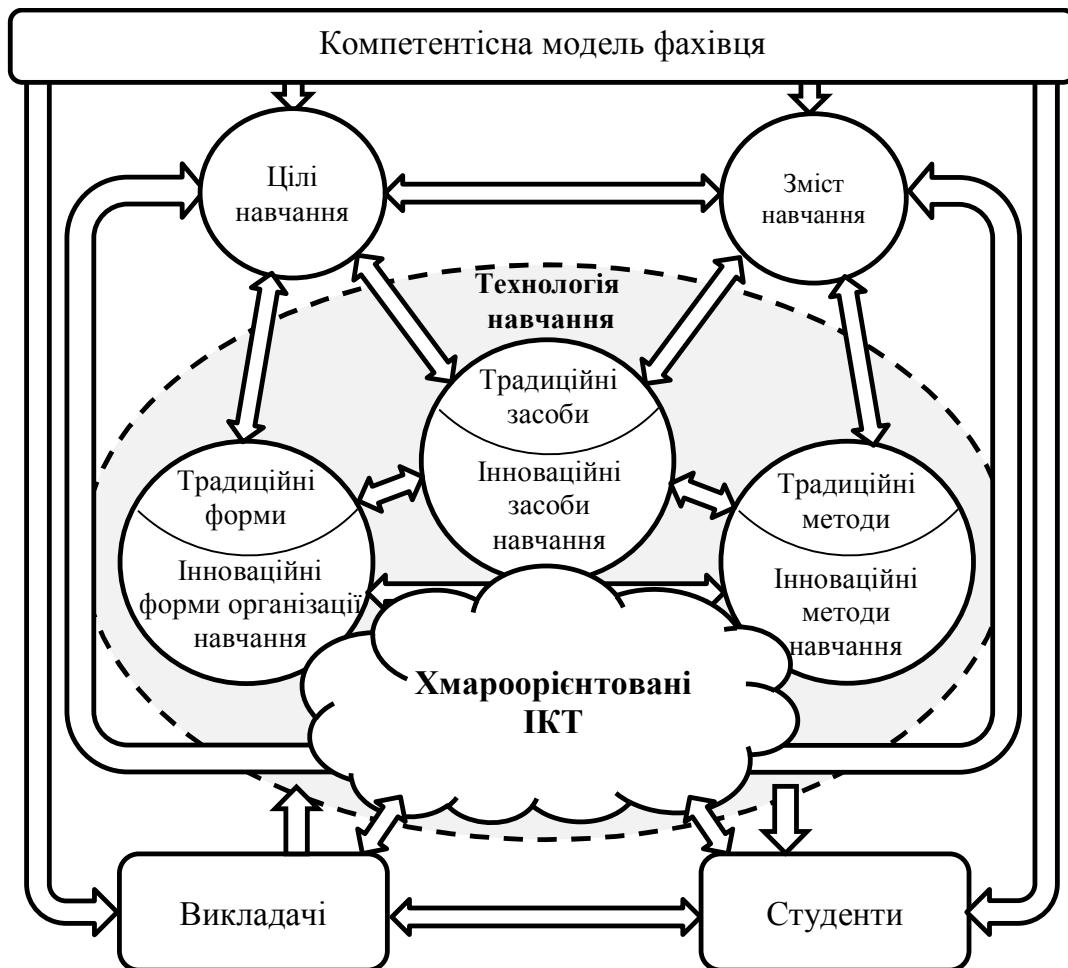 Компетентісна модель фахівця
Цілі
навчання
Зміст
навчання
Технологія
навчання
Традиційні
засоби
Інноваційні
засоби
навчання
Традиційні
форми
Інноваційні
форми організації
навчання
Традиційні
методи
Інноваційні
методи
навчання
Хмароорієнтовані
ІКТ
Викладачі
Студенти